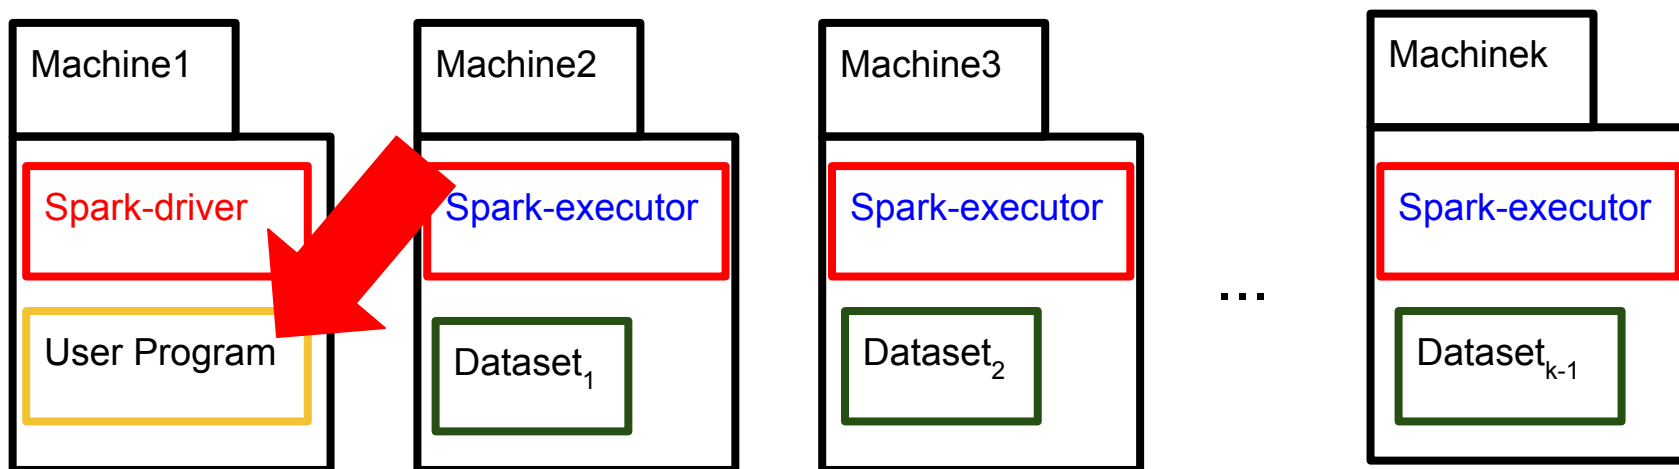 Machine1
Spark-driver
User Program
Machine2
Spark-executor
Dataset₁
Machine3
Spark-executor
Dataset₂
...
Machinek
Spark-executor
Datasetₖ₋₁